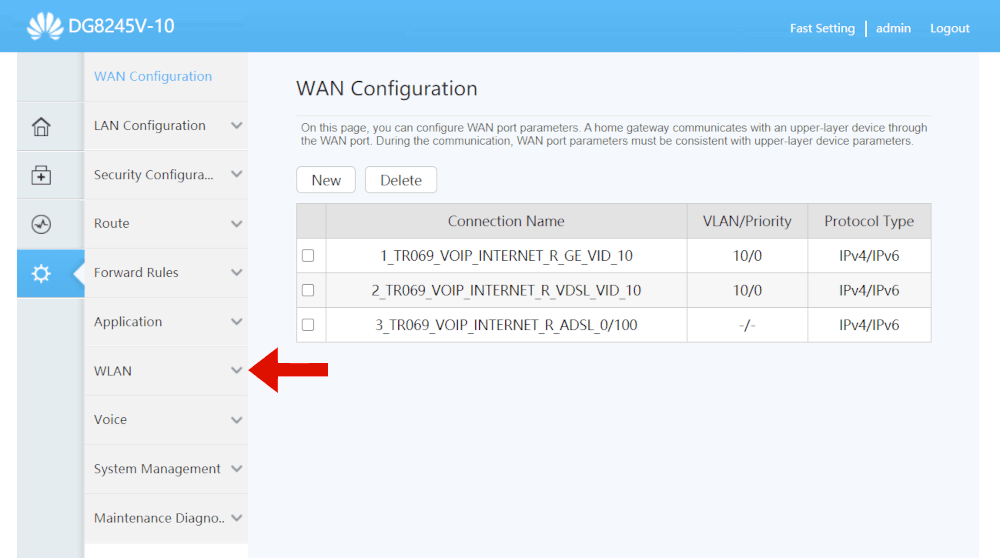 DG8245V-10
Fast Setting
admin
Logout
WAN Configuration
LAN Configuration
Security Configura...
Route
Forward Rules
Application
WLAN
Voice
System Management
Maintenance Diagno..
WAN Configuration
On this page, you can configure WAN port parameters. A home gateway communicates with an upper-layer device through
the WAN port. During the communication, WAN port parameters must be consistent with upper-layer device parameters.
New Delete
Connection Name VLAN/Priority Protocol Type
1_TR069_VOIP_INTERNET_R_GE_VID_10 10/0 IPv4/IPv6
2_TR069_VOIP_INTERNET_R_VDSL_VID_10 10/0 IPv4/IPv6
3_TR069_VOIP_INTERNET_R_ADSL_0/100 -/- IPv4/IPv6